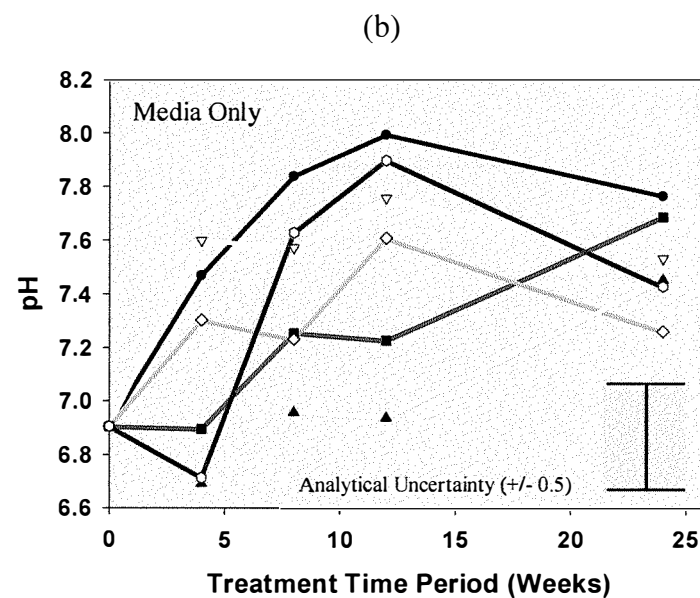 (b)
8.2
8.0
7.8
7.6
7.4
7.2
7.0
6.8
6.6
pH
Media Only
Analytical Uncertainty (+/- 0.5)
0 5 10 15 20 25
Treatment Time Period (Weeks)